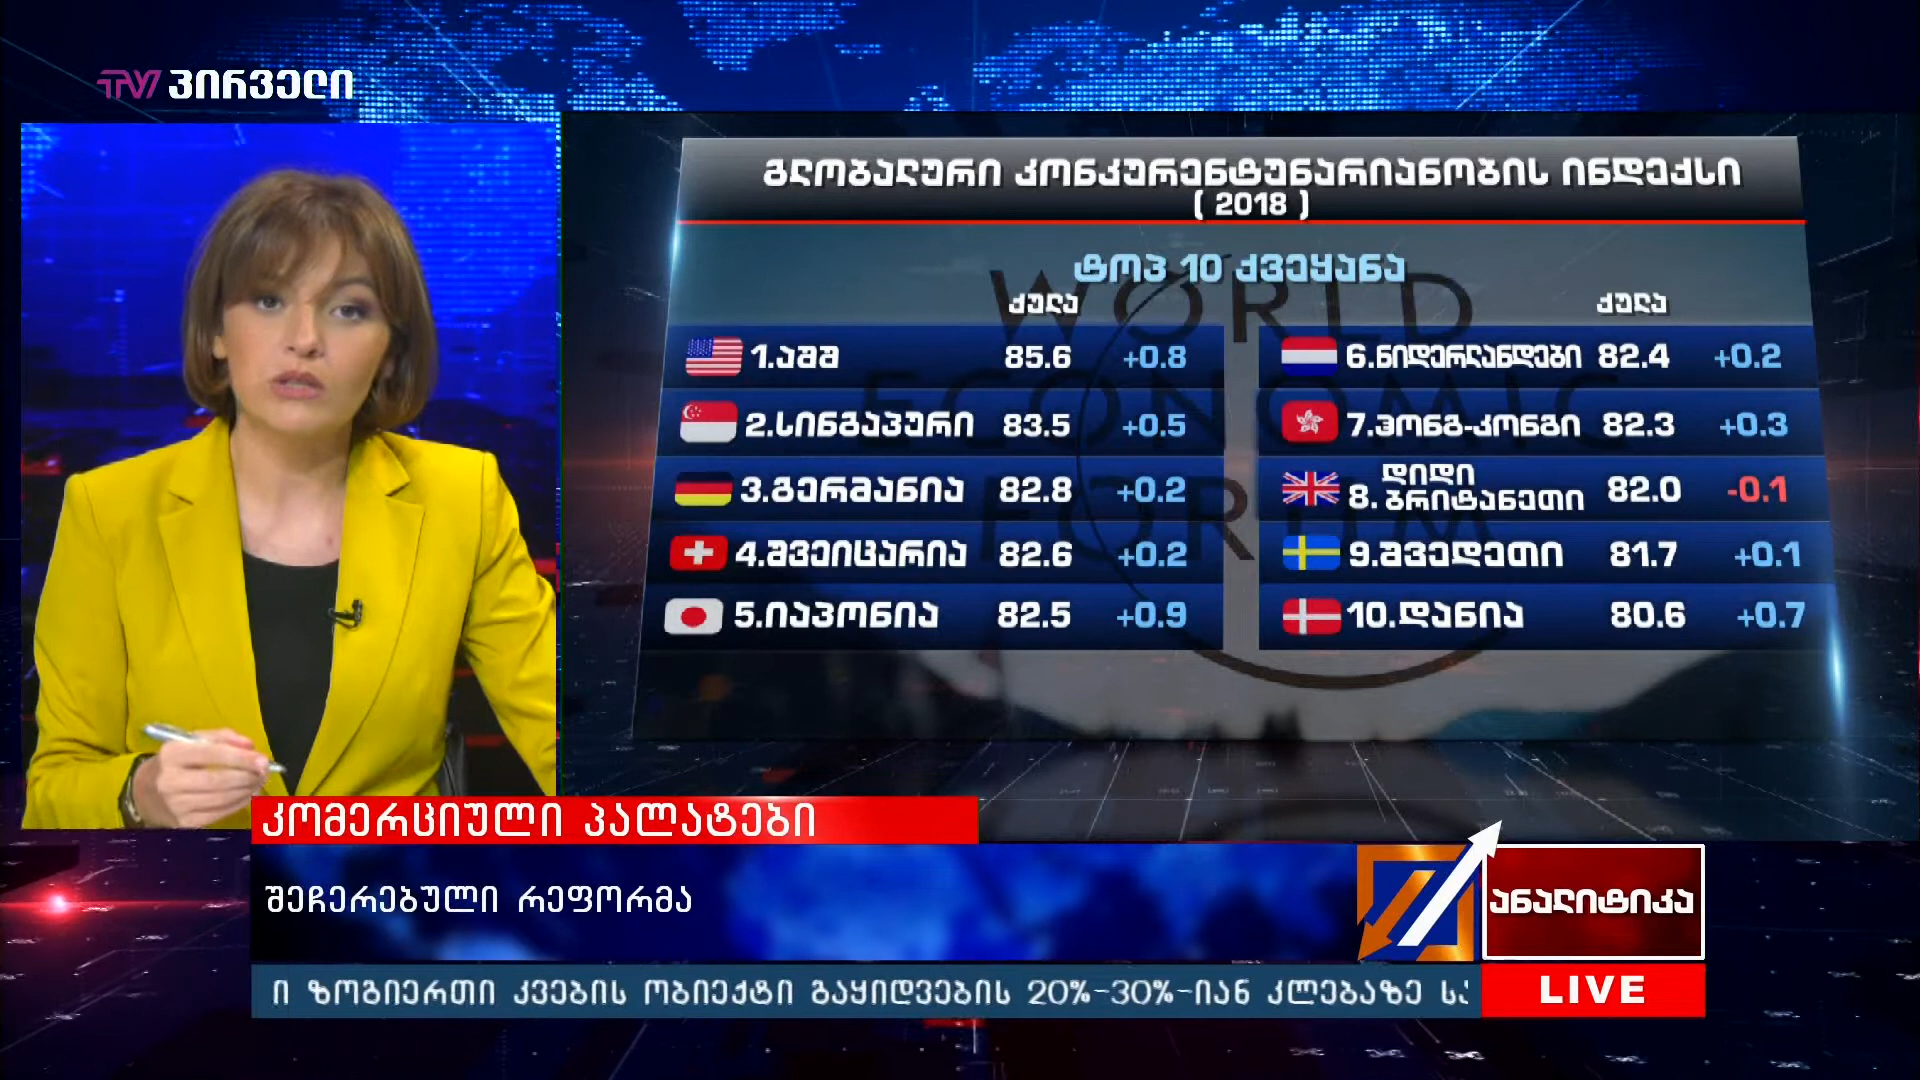 TV პირველი
გლობალური კონკურენტუნარიანობის ინდექსი
( 2018 )
ტოპ 10 ქვეყანა
ქულა
ქულა
1.აშშ 85.6 +0.8
2.სინგაპური 83.5 +0.5
3.გერმანია 82.8 +0.2
4.შვეიცარია 82.6 +0.2
5.იაპონია 82.5 +0.9
6.ნიდერლანდები 82.4 +0.2
7.ჰონგ-კონგი 82.3 +0.3
8. დიდი
ბრიტანეთი 82.0 -0.1
9.შვედეთი 81.7 +0.1
10.დანია 80.6 +0.7
WORLD
ECONOMIC
FORUM
კომერციული პალატები
შეჩერებული რეფორმა
ანალიტიკა
ი ზოგიერთი კვების ობიექტი გაყიდვების 20%-30%-იან კლებაზე
LIVE